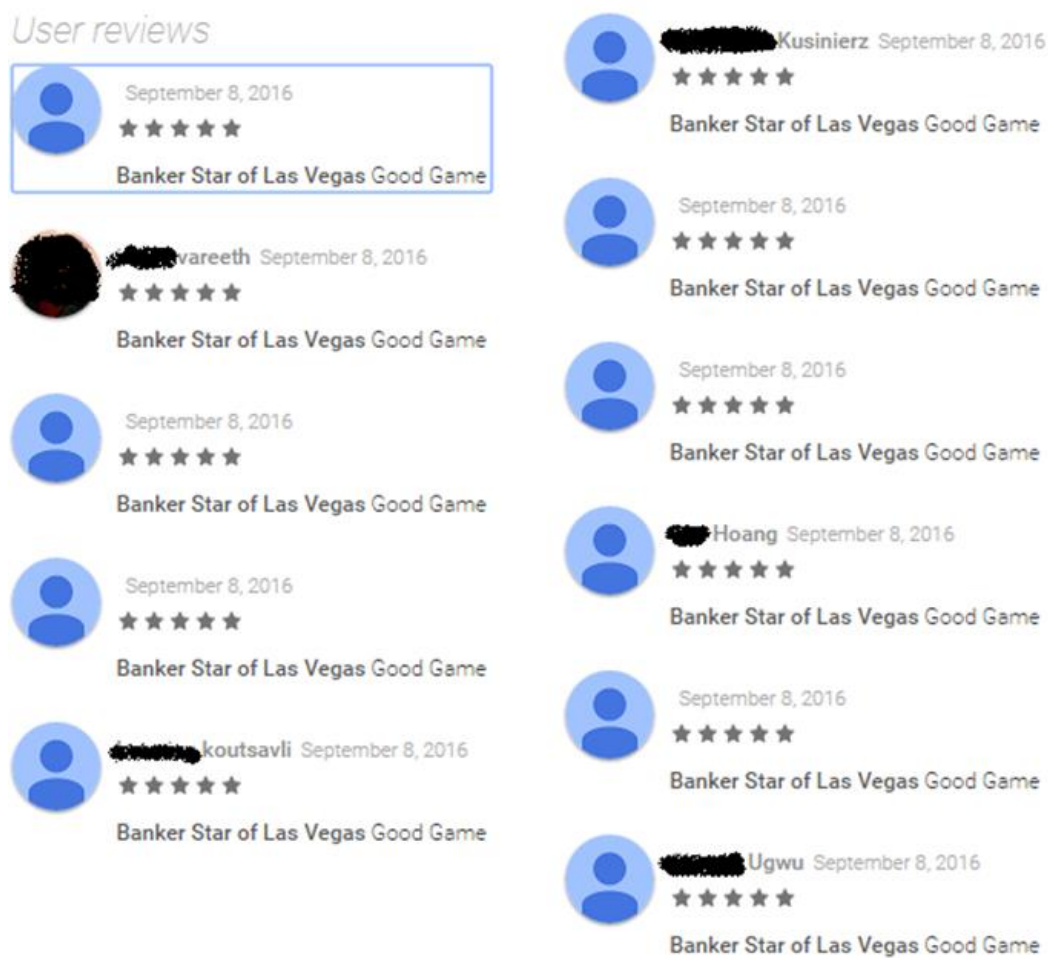 User reviews
September 8, 2016
Banker Star of Las Vegas Good Game
vareeth September 8, 2016
Banker Star of Las Vegas Good Game
September 8, 2016
Banker Star of Las Vegas Good Game
September 8, 2016
Banker Star of Las Vegas Good Game
koutsavli September 8, 2016
Banker Star of Las Vegas Good Game
Kusinierz September 8, 2016
Banker Star of Las Vegas Good Game
September 8, 2016
Banker Star of Las Vegas Good Game
September 8, 2016
Banker Star of Las Vegas Good Game
Hoang September 8, 2016
Banker Star of Las Vegas Good Game
September 8, 2016
Banker Star of Las Vegas Good Game
Ugwu September 8, 2016
Banker Star of Las Vegas Good Game